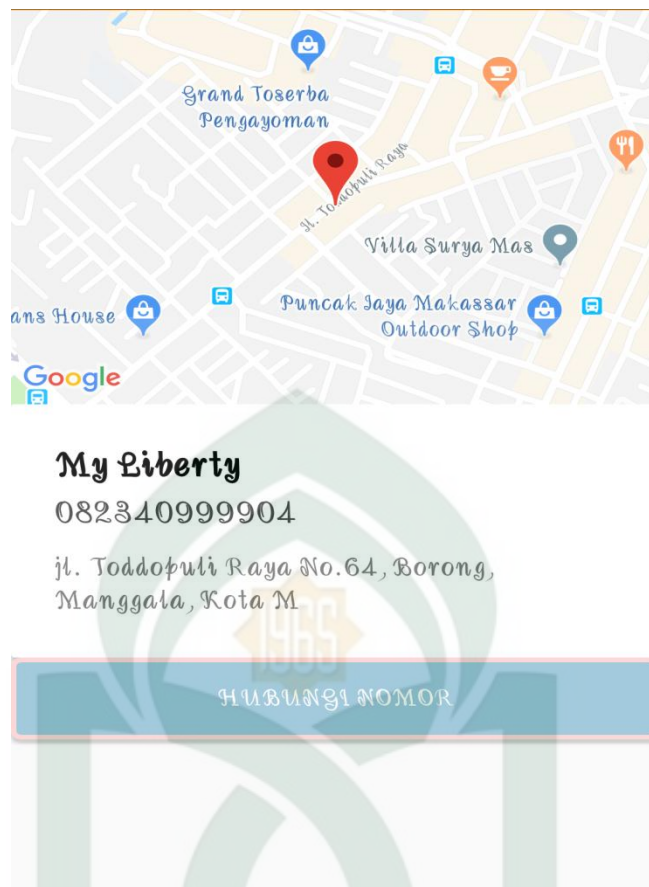 Grand Toserba
Pengayoman
Jl. Toddopuli Raya
Villa Surya Mas
ans House
Puncak Jaya Makassar
Outdoor Shop
Google
My Liberty
082340999904
jl. Toddopuli Raya No.64, Borong,
Manggala, Kota M
1965
HUBUNGI NOMOR